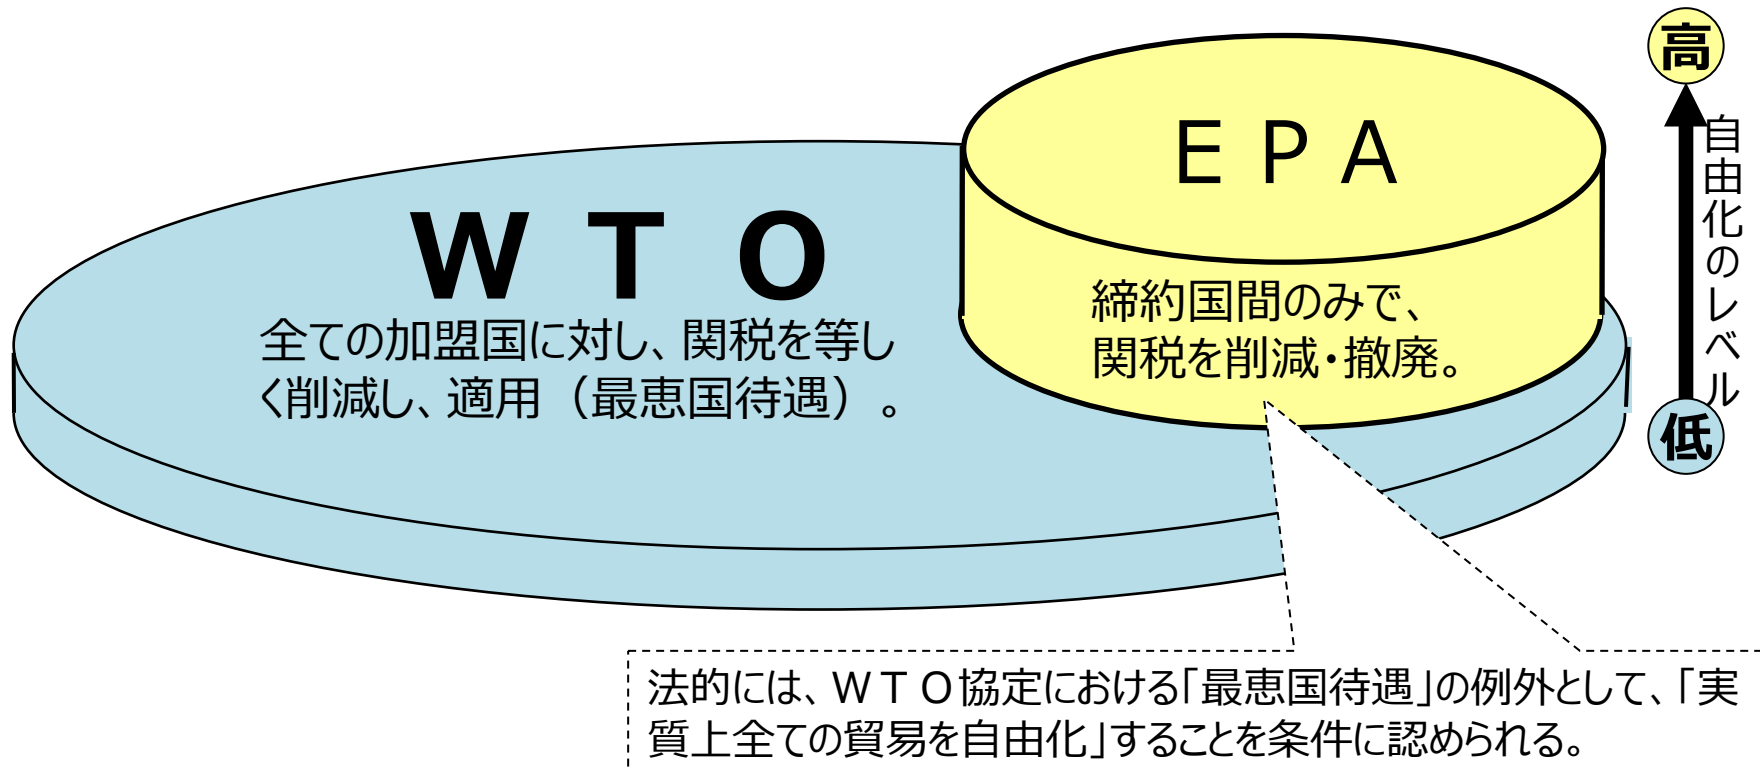 高
自由化のレベル
低
ＥＰＡ
締約国間のみで、
関税を削減・撤廃。
ＷＴＯ
全ての加盟国に対し、関税を等し
く削減し、適用（最恵国待遇）。
法的には、ＷＴＯ協定における「最恵国待遇」の例外として、「実
質上全ての貿易を自由化」することを条件に認められる。